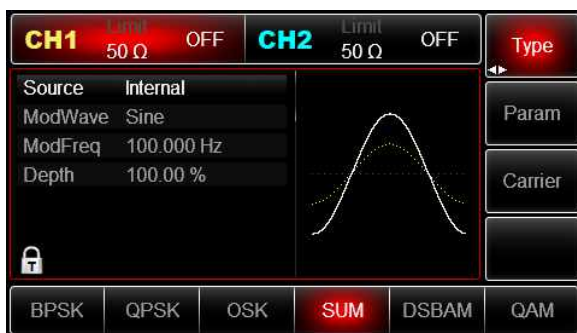 CH1 Limit 50 Ω OFF CH2 Limit 50 Ω OFF Type
Source Internal
ModWave Sine
ModFreq 100.000 Hz
Depth 100.00 %
Param
Carrier
T
BPSK QPSK OSK SUM DSBAM QAM